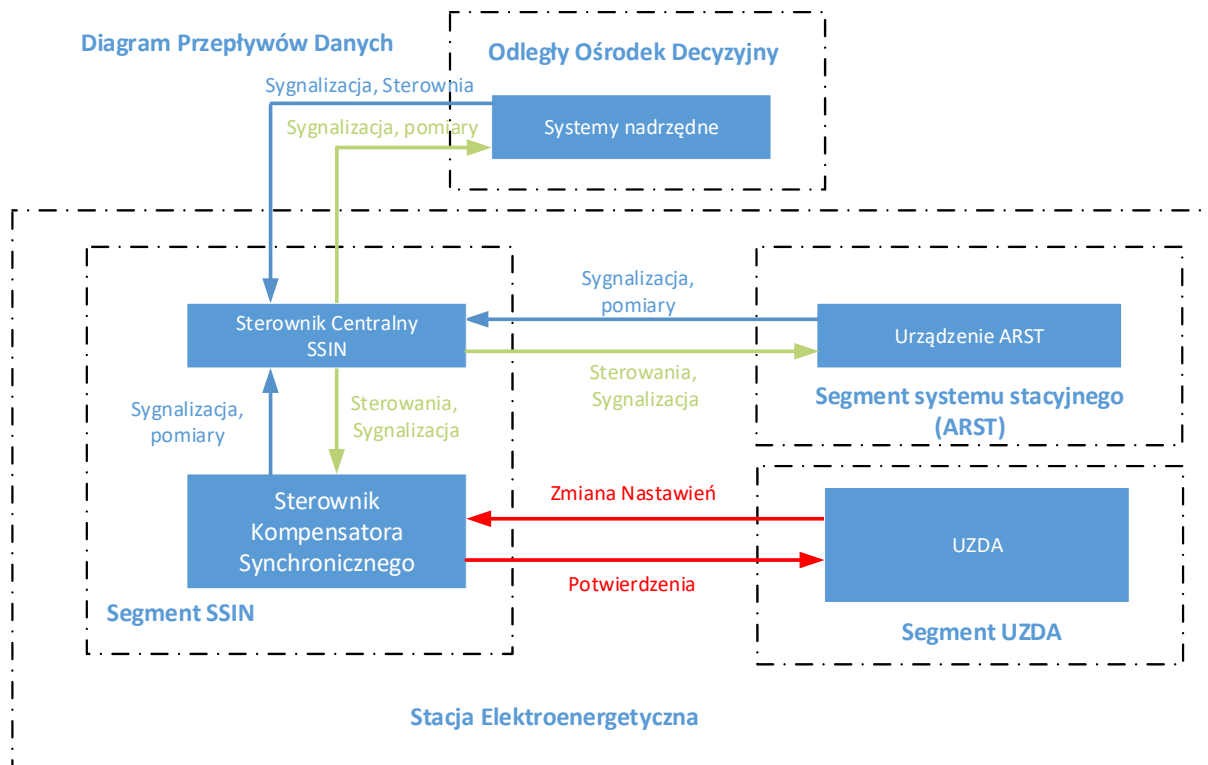 Diagram Przepływów Danych
Odległy Ośrodek Decyzyjny
Sygnalizacja, Sterownia
Sygnalizacja, pomiary
Systemy nadrzędne
Sygnalizacja,
pomiary
Sterownik Centralny
SSIN
Urządzenie ARST
Sterowania,
Sygnalizacja
Segment systemu stacyjnego
(ARST)
Sygnalizacja,
pomiary
Sterowania,
Sygnalizacja
Sterownik
Kompensatora
Synchronicznego
Zmiana Nastawień
UZDA
Potwierdzenia
Segment SSIN
Segment UZDA
Stacja Elektroenergetyczna